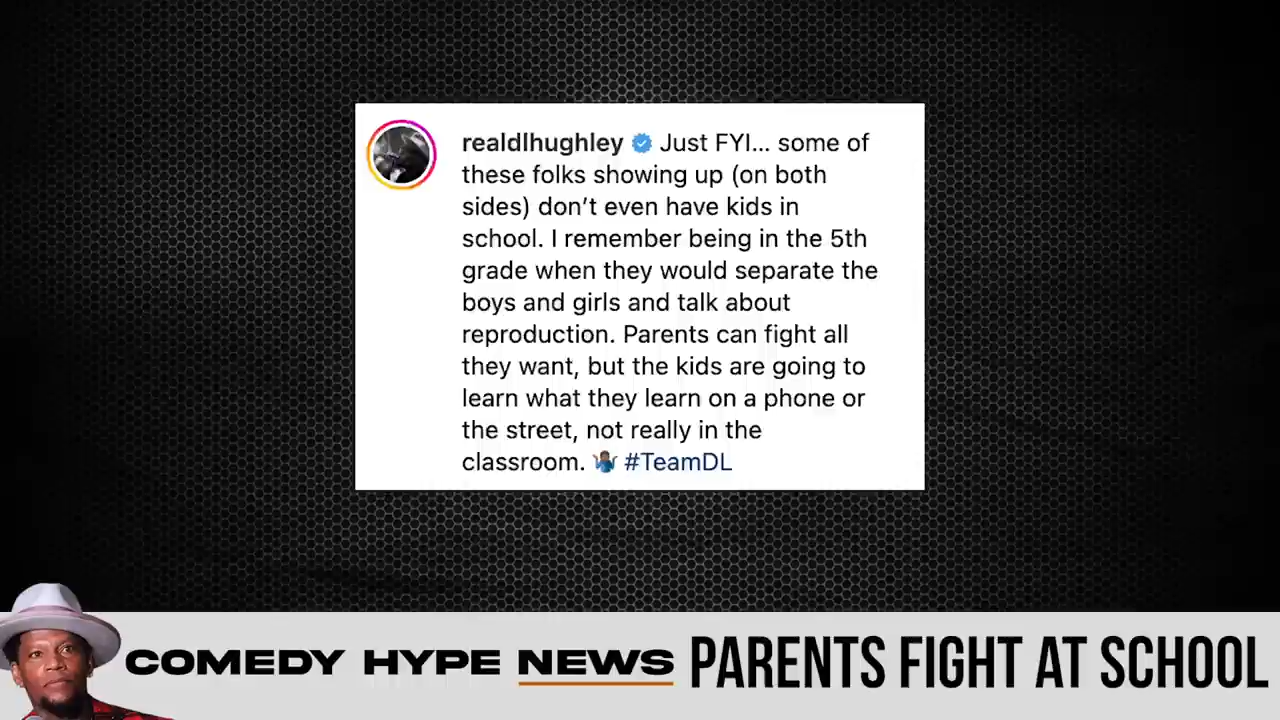 realdlhughley Just FYI... some of
these folks showing up (on both
sides) don't even have kids in
school. I remember being in the 5th
grade when they would separate the
boys and girls and talk about
reproduction. Parents can fight all
they want, but the kids are going to
learn what they learn on a phone or
the street, not really in the
classroom. 🤷🏾‍♂️ #TeamDL
COMEDY HYPE NEWS PARENTS FIGHT AT SCHOOL